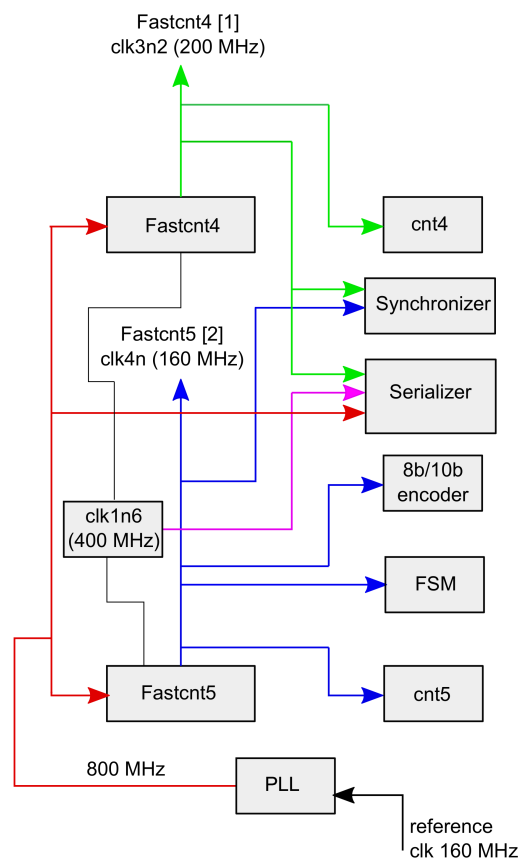 Fastcnt4 [1]
clk3n2 (200 MHz)
Fastcnt4
cnt4
Synchronizer
Fastcnt5 [2]
clk4n (160 MHz)
Serializer
8b/10b
encoder
clk1n6
(400 MHz)
FSM
Fastcnt5
cnt5
800 MHz
PLL
reference
clk 160 MHz